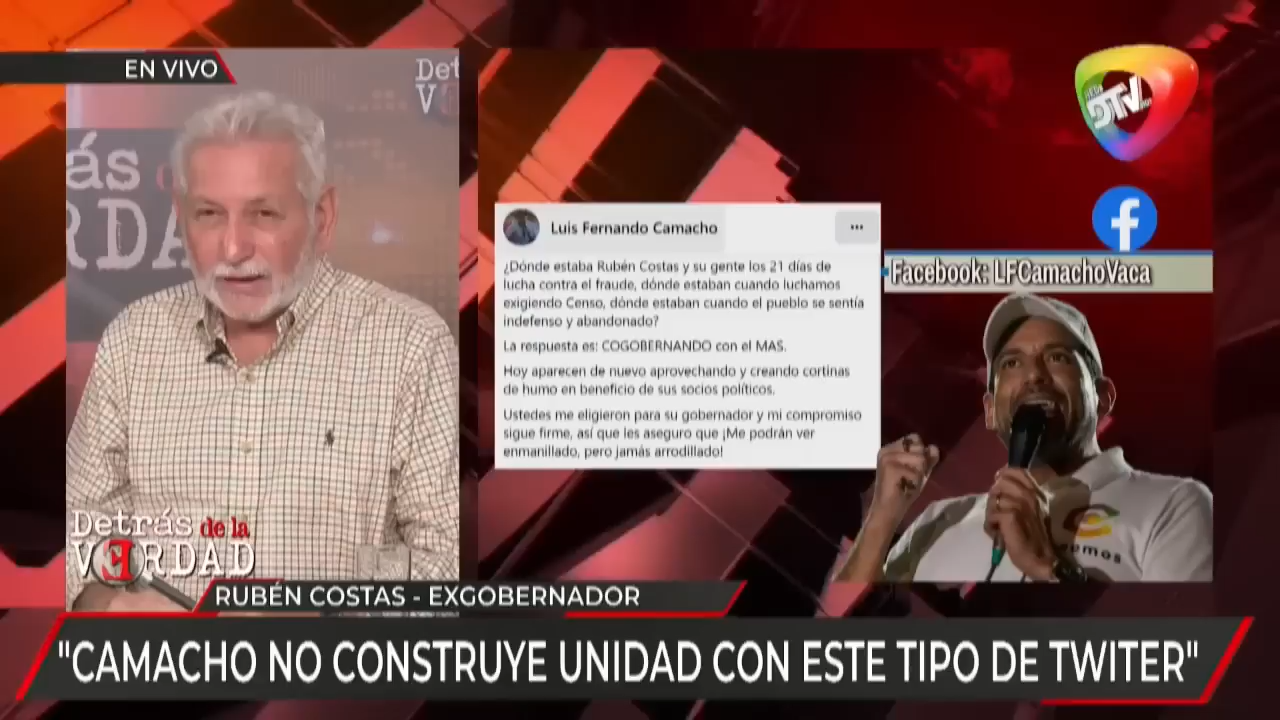 EN VIVO
Det
V
ás
RDA
DTV
Luis Fernando Camacho
...
¿Dónde estaba Rubén Costas y su gente los 21 días de
lucha contra el fraude, dónde estaban cuando luchamos
exigiendo Censo, dónde estaban cuando el pueblo se sentía
indefenso y abandonado?
La respuesta es: COGOBERNANDO con el MAS.
Hoy aparecen de nuevo aprovechando y creando cortinas
de humo en beneficio de sus socios políticos.
Ustedes me eligieron para su gobernador y mi compromiso
sigue firme, así que les aseguro que ¡Me podrán ver
enmanillado, pero jamás arrodillado!
f
Facebook: LFCamachoVaca
emos
Detrás de la
VERDAD
RUBÉN COSTAS - EXGOBERNADOR
"CAMACHO NO CONSTRUYE UNIDAD CON ESTE TIPO DE TWITER"